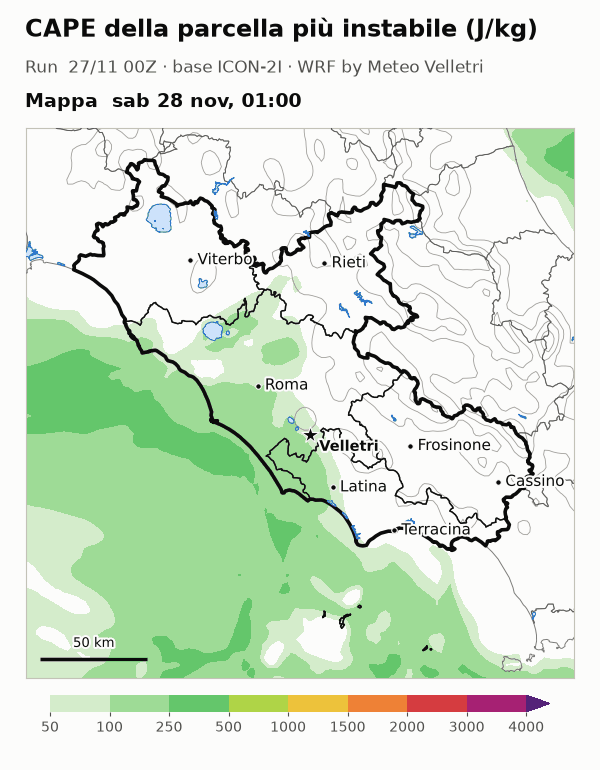 CAPE della parcella più instabile (J/kg)
Run  27/11 00Z · base ICON-2I · WRF by Meteo Velletri
Mappa  sab 28 nov, 01:00
Viterbo
Rieti
Roma
Velletri
Frosinone
Cassino
Latina
Terracina
50 km
50 100 250 500 1000 1500 2000 3000 4000